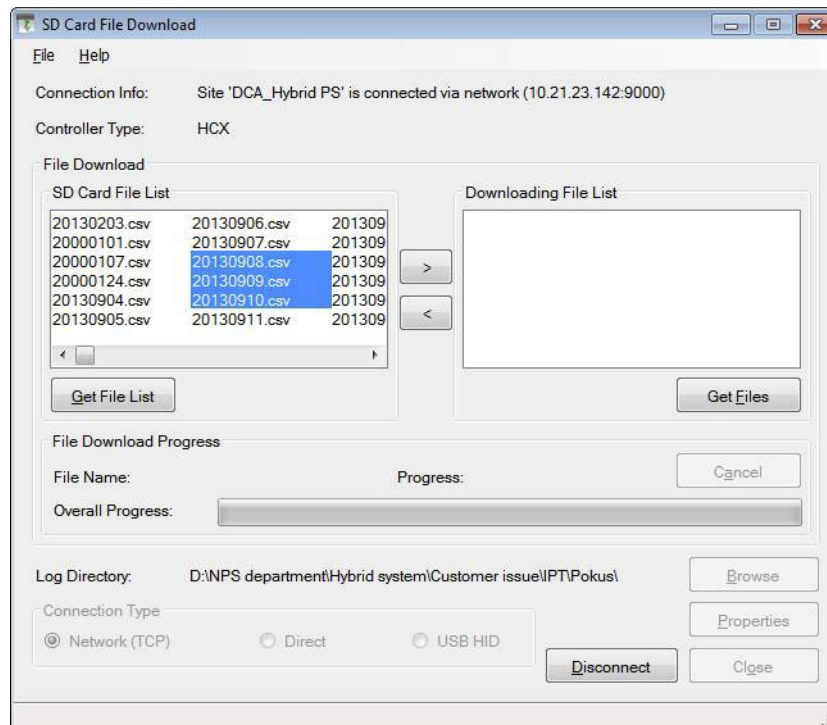 SD Card File Download
File Help
Connection Info: Site 'DCA_Hybrid PS' is connected via network (10.21.23.142:9000)
Controller Type: HCX
File Download
SD Card File List
Downloading File List
20130203.csv 20130906.csv 201309
20000101.csv 20130907.csv 201309
20000107.csv 20130908.csv 201309
20000124.csv 20130909.csv 201309
20130904.csv 20130910.csv 201309
20130905.csv 20130911.csv 201309
>
<
Get File List
Get Files
File Download Progress
File Name: Progress: Cancel
Overall Progress:
Log Directory: D:\NPS department\Hybrid system\Customer issue\IPT\Pokus\ Browse
Connection Type
Properties
Network (TCP) Direct USB HID
Disconnect Close